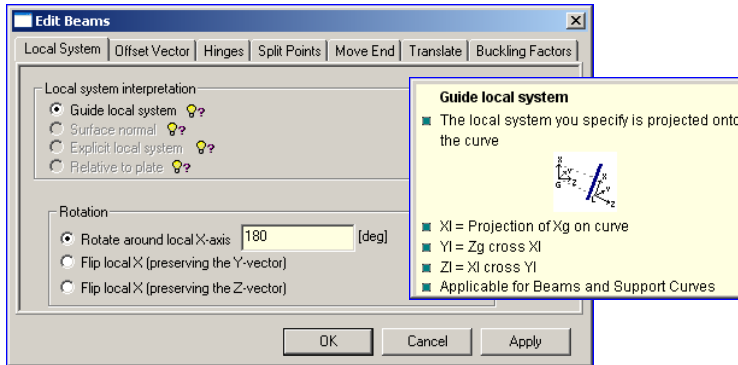 Edit Beams
Local System Offset Vector Hinges Split Points Move End Translate Buckling Factors
Local system interpretation
Guide local system
Surface normal
Explicit local system
Relative to plate
Rotation
Rotate around local X-axis 180 [deg]
Flip local X (preserving the Y-vector)
Flip local X (preserving the Z-vector)
OK Cancel Apply
Guide local system
The local system you specify is projected onto
the curve
Xl = Projection of Xg on curve
Yl = Zg cross Xl
Zl = Xl cross Yl
Applicable for Beams and Support Curves